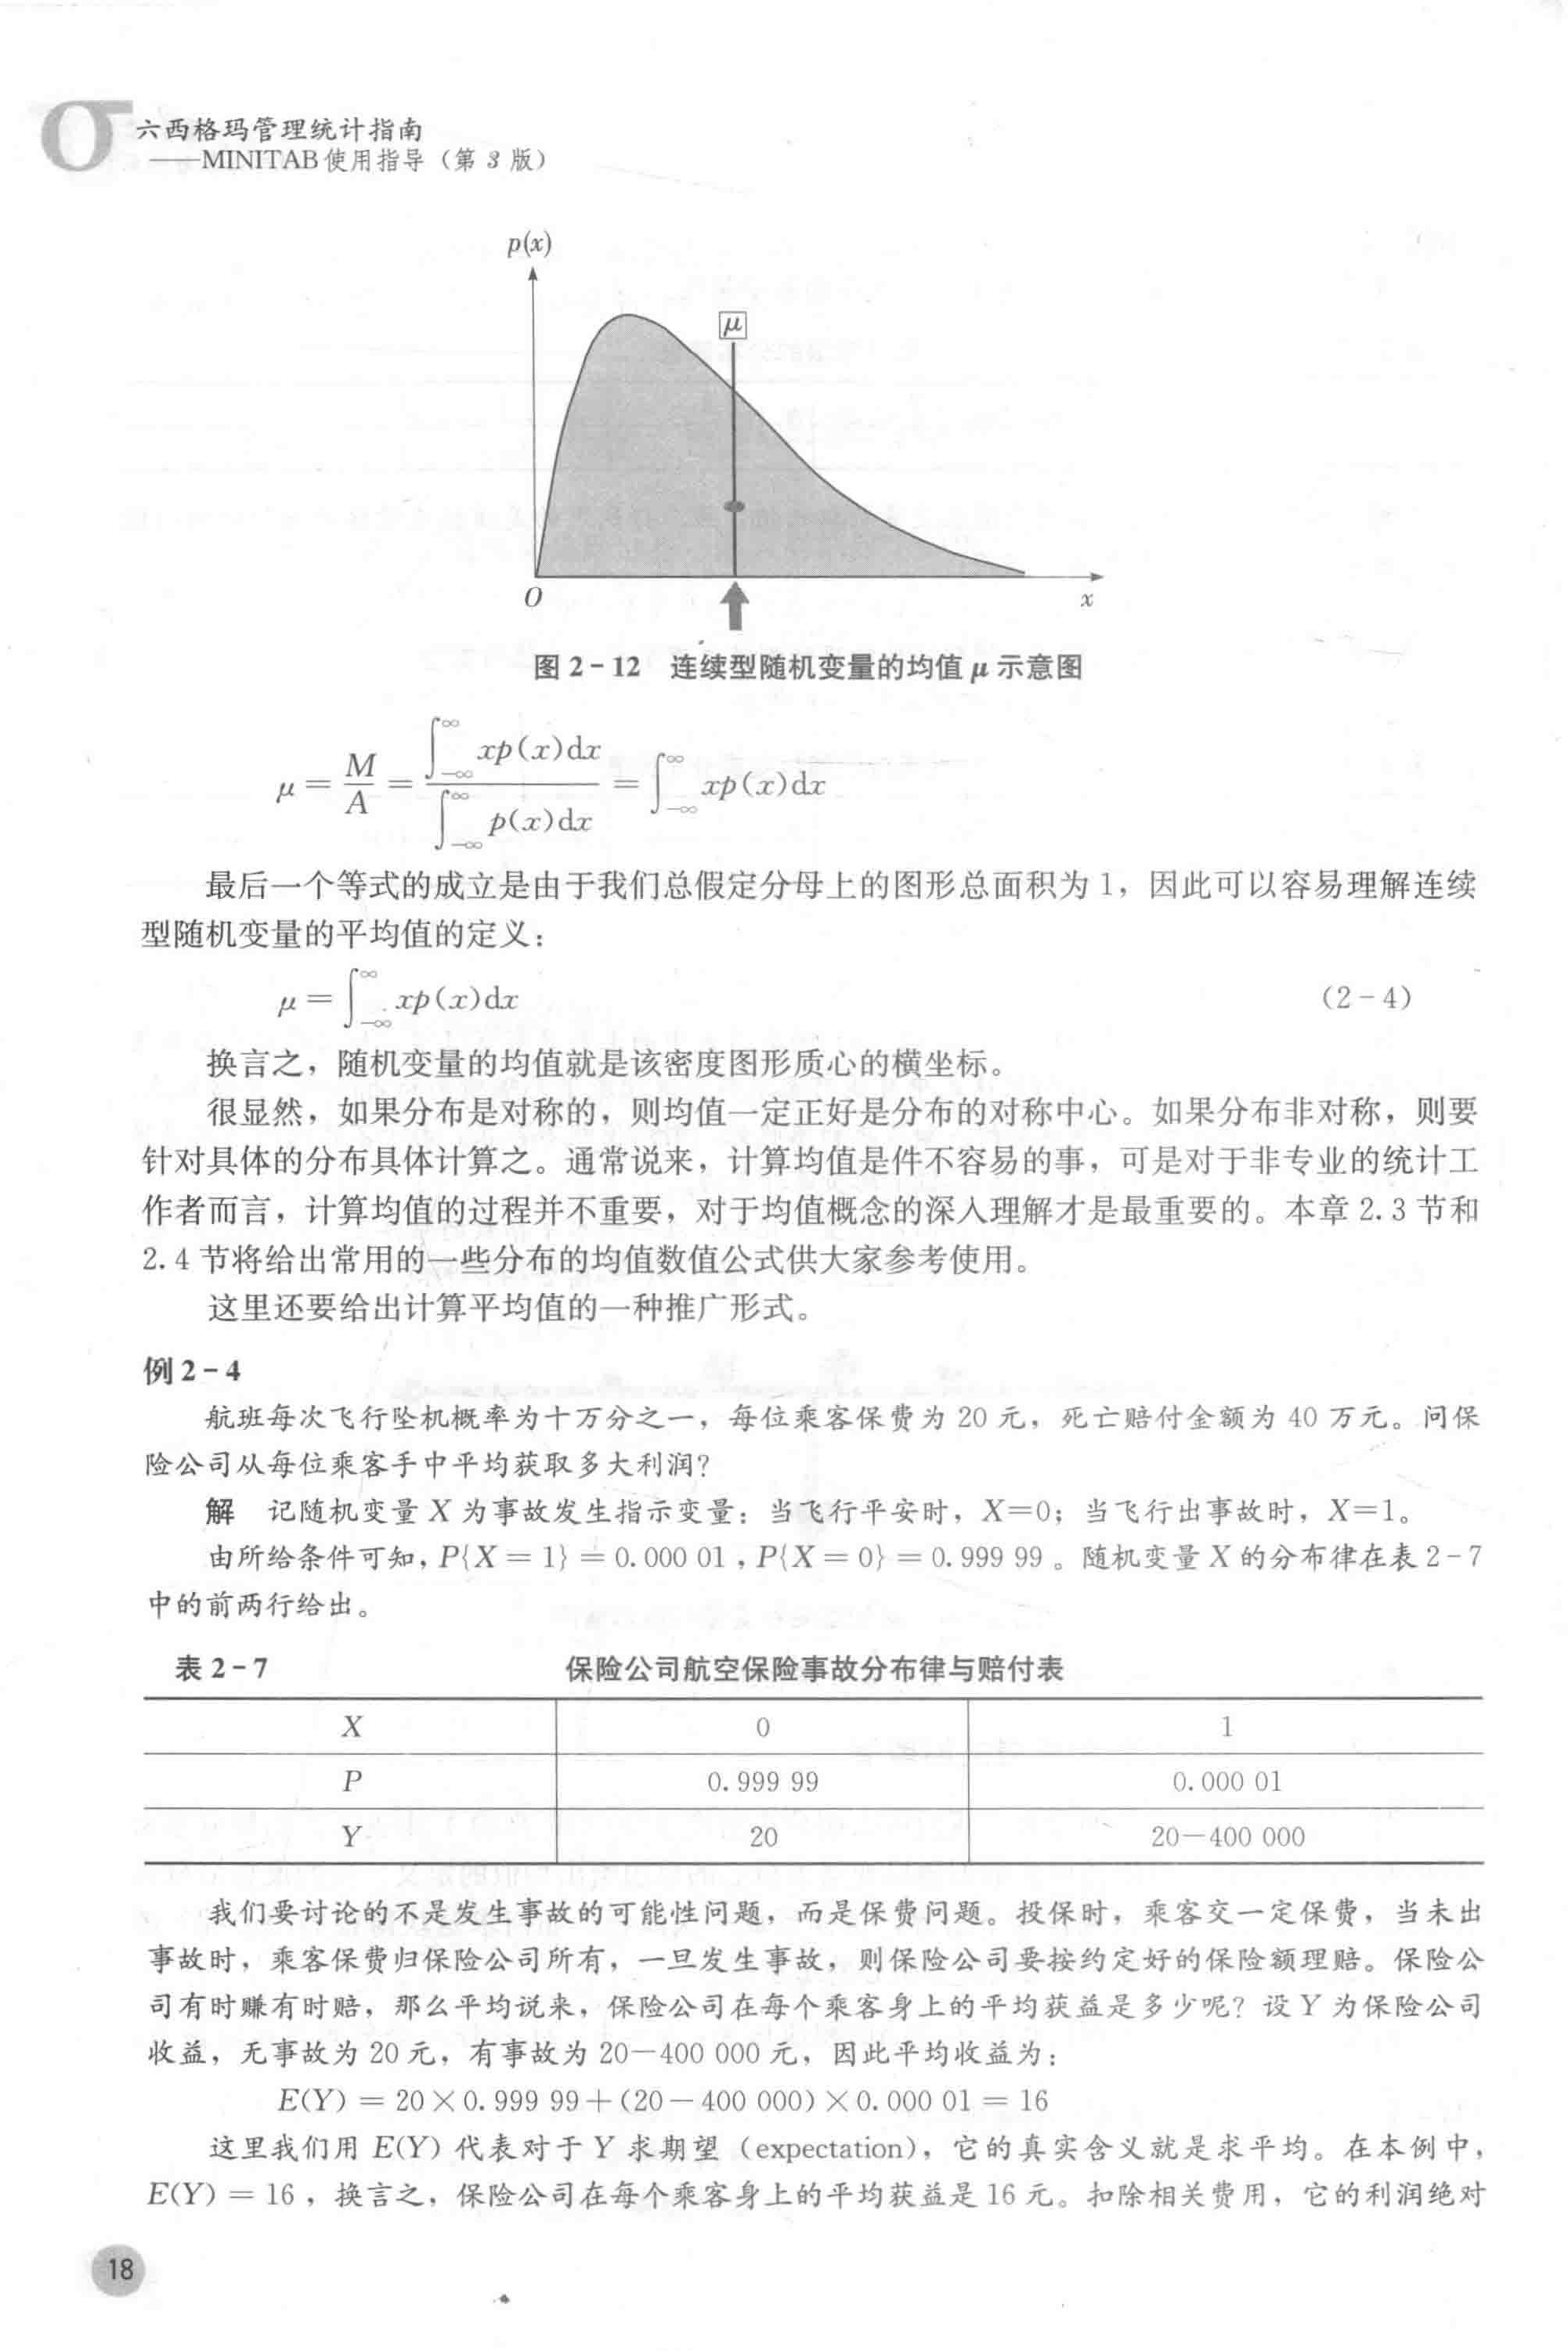 σ 六西格玛管理统计指南
——MINITAB使用指导（第3版）
p(x)
μ
O
x
图2-12 连续型随机变量的均值μ示意图
μ = M/A = ∫_{-∞}^{∞} xp(x)dx / ∫_{-∞}^{∞} p(x)dx = ∫_{-∞}^{∞} xp(x)dx
最后一个等式的成立是由于我们总假定分母上的图形总面积为1，因此可以容易理解连续
型随机变量的平均值的定义：
μ = ∫_{-∞}^{∞} xp(x)dx (2-4)
换言之，随机变量的均值就是该密度图形质心的横坐标。
很显然，如果分布是对称的，则均值一定正好是分布的对称中心。如果分布非对称，则要
针对具体的分布具体计算之。通常说来，计算均值是件不容易的事，可是对于非专业的统计工
作者而言，计算均值的过程并不重要，对于均值概念的深入理解才是最重要的。本章2.3节和
2.4节将给出常用的一些分布的均值数值公式供大家参考使用。
这里还要给出计算平均值的一种推广形式。
例2-4
航班每次飞行坠机概率为十万分之一，每位乘客保费为20元，死亡赔付金额为40万元。问保
险公司从每位乘客手中平均获取多大利润？
解 记随机变量X为事故发生指示变量：当飞行平安时，X=0；当飞行出事故时，X=1。
由所给条件可知，P{X = 1} = 0.000 01，P{X = 0} = 0.999 99。随机变量X的分布律在表2-7
中的前两行给出。
表2-7 保险公司航空保险事故分布律与赔付表
X 0 1
P 0.999 99 0.000 01
Y 20 20-400 000
我们要讨论的不是发生事故的可能性问题，而是保费问题。投保时，乘客交一定保费，当未出
事故时，乘客保费归保险公司所有，一旦发生事故，则保险公司要按约定好的保险额理赔。保险公
司有时赚有时赔，那么平均说来，保险公司在每个乘客身上的平均获益是多少呢？设Y为保险公司
收益，无事故为20元，有事故为20-400 000元，因此平均收益为：
E(Y) = 20×0.999 99+(20-400 000)×0.000 01 = 16
这里我们用E(Y)代表对于Y求期望（expectation），它的真实含义就是求平均。在本例中，
E(Y) = 16，换言之，保险公司在每个乘客身上的平均获益是16元。扣除相关费用，它的利润绝对
18